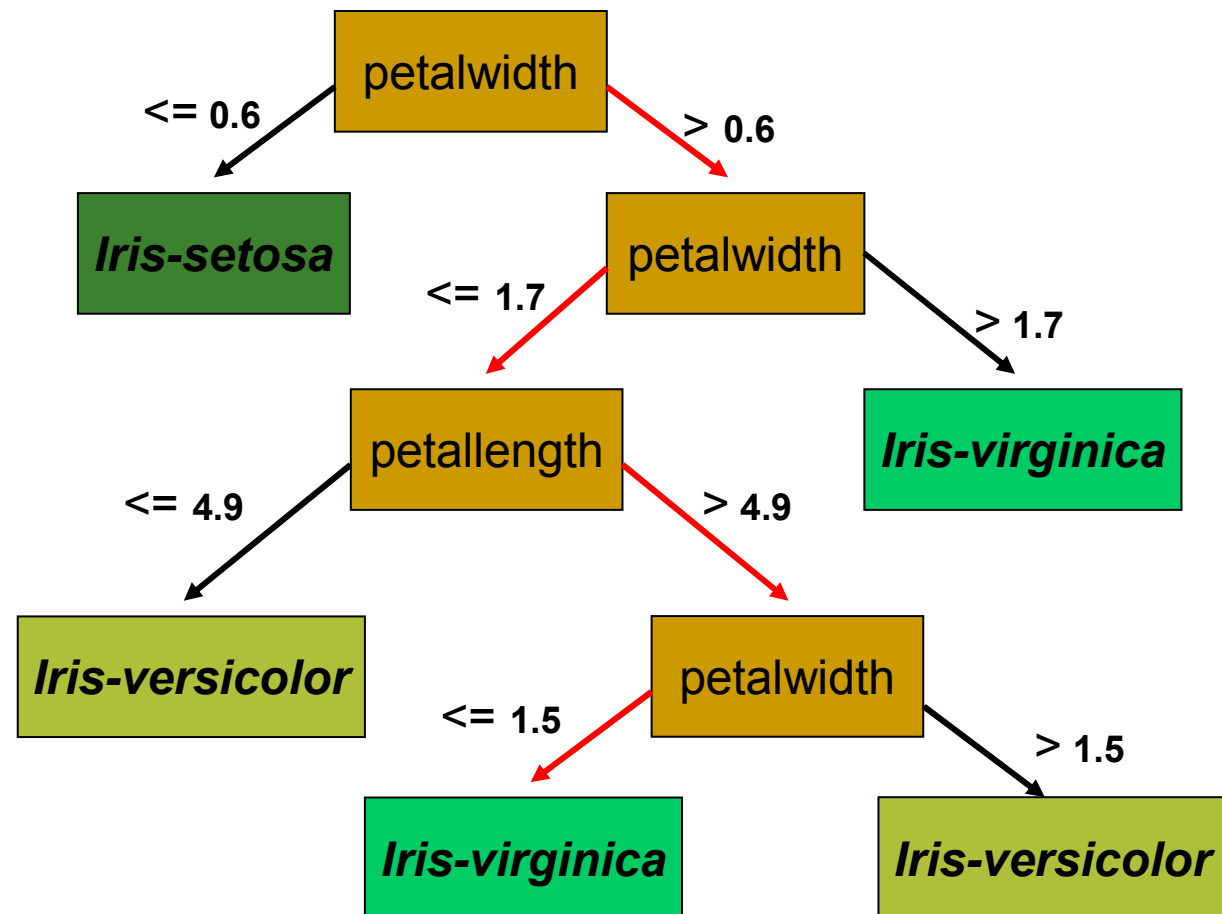 petalwidth
<= 0.6
> 0.6
Iris-setosa
petalwidth
<= 1.7
> 1.7
petallength
Iris-virginica
<= 4.9
> 4.9
Iris-versicolor
petalwidth
<= 1.5
> 1.5
Iris-virginica
Iris-versicolor